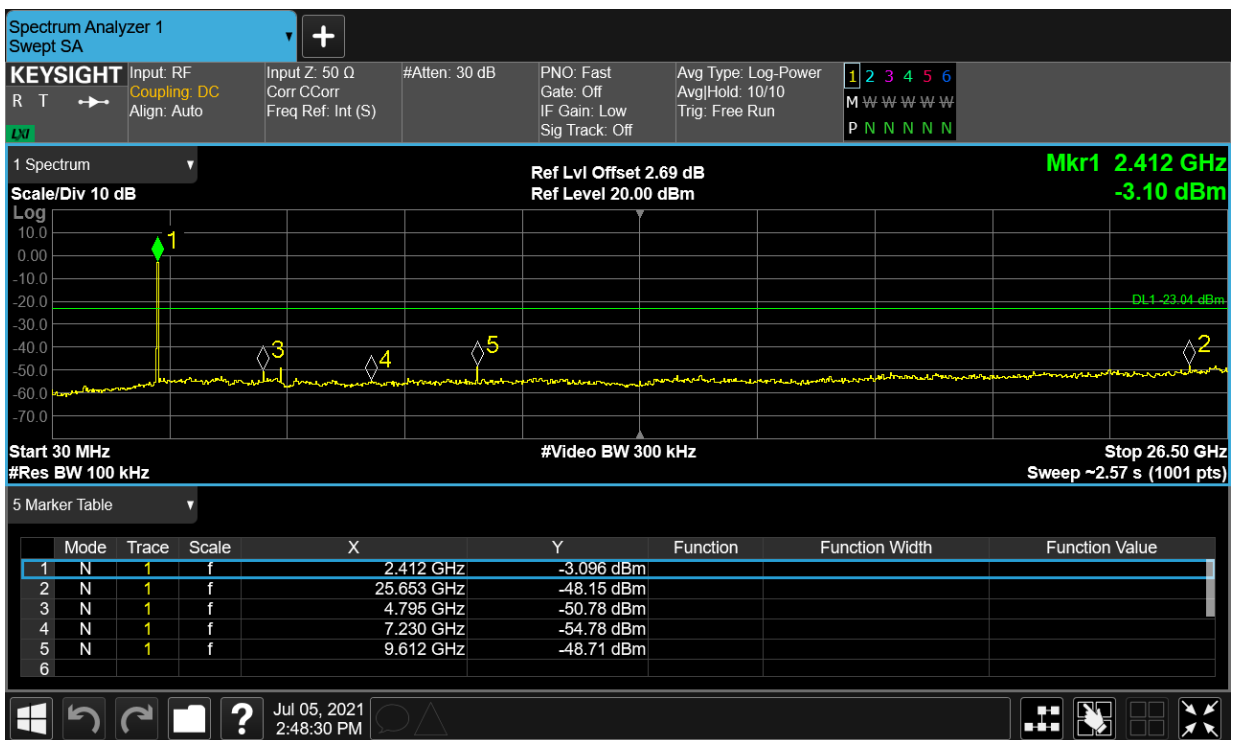 Spectrum Analyzer 1
Swept SA
+
KEYSIGHT Input: RF Input Z: 50 Ω #Atten: 30 dB PNO: Fast Avg Type: Log-Power 1 2 3 4 5 6
R T Coupling: DC Corr CCorr Gate: Off Avg|Hold: 10/10 M W W W W W
Align: Auto Freq Ref: Int (S) IF Gain: Low Trig: Free Run
LXI Sig Track: Off P N N N N N
1 Spectrum
Ref Lvl Offset 2.69 dB Mkr1 2.412 GHz
Scale/Div 10 dB Ref Level 20.00 dBm -3.10 dBm
Log
10.0
1
0.00
-10.0
-20.0
DL1 -23.04 dBm
-30.0
-40.0
3 4 5 2
-50.0
-60.0
-70.0
Start 30 MHz #Video BW 300 kHz Stop 26.50 GHz
#Res BW 100 kHz Sweep ~2.57 s (1001 pts)
5 Marker Table
Mode Trace Scale X Y Function Function Width Function Value
1 N 1 f 2.412 GHz -3.096 dBm
2 N 1 f 25.653 GHz -48.15 dBm
3 N 1 f 4.795 GHz -50.78 dBm
4 N 1 f 7.230 GHz -54.78 dBm
5 N 1 f 9.612 GHz -48.71 dBm
6
? Jul 05, 2021
2:48:30 PM